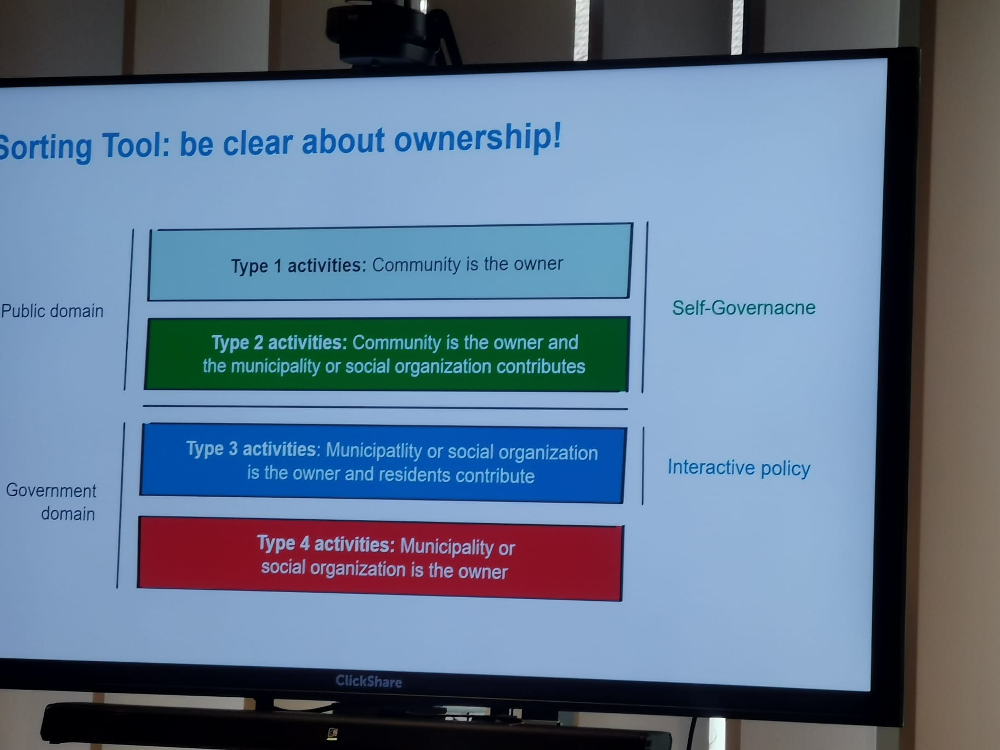 Sorting Tool: be clear about ownership!
Type 1 activities: Community is the owner
Public domain
Self-Governacne
Type 2 activities: Community is the owner and
the municipality or social organization contributes
Type 3 activities: Municipatlity or social organization
is the owner and residents contribute
Interactive policy
Government
domain
Type 4 activities: Municipality or
social organization is the owner
ClickShare